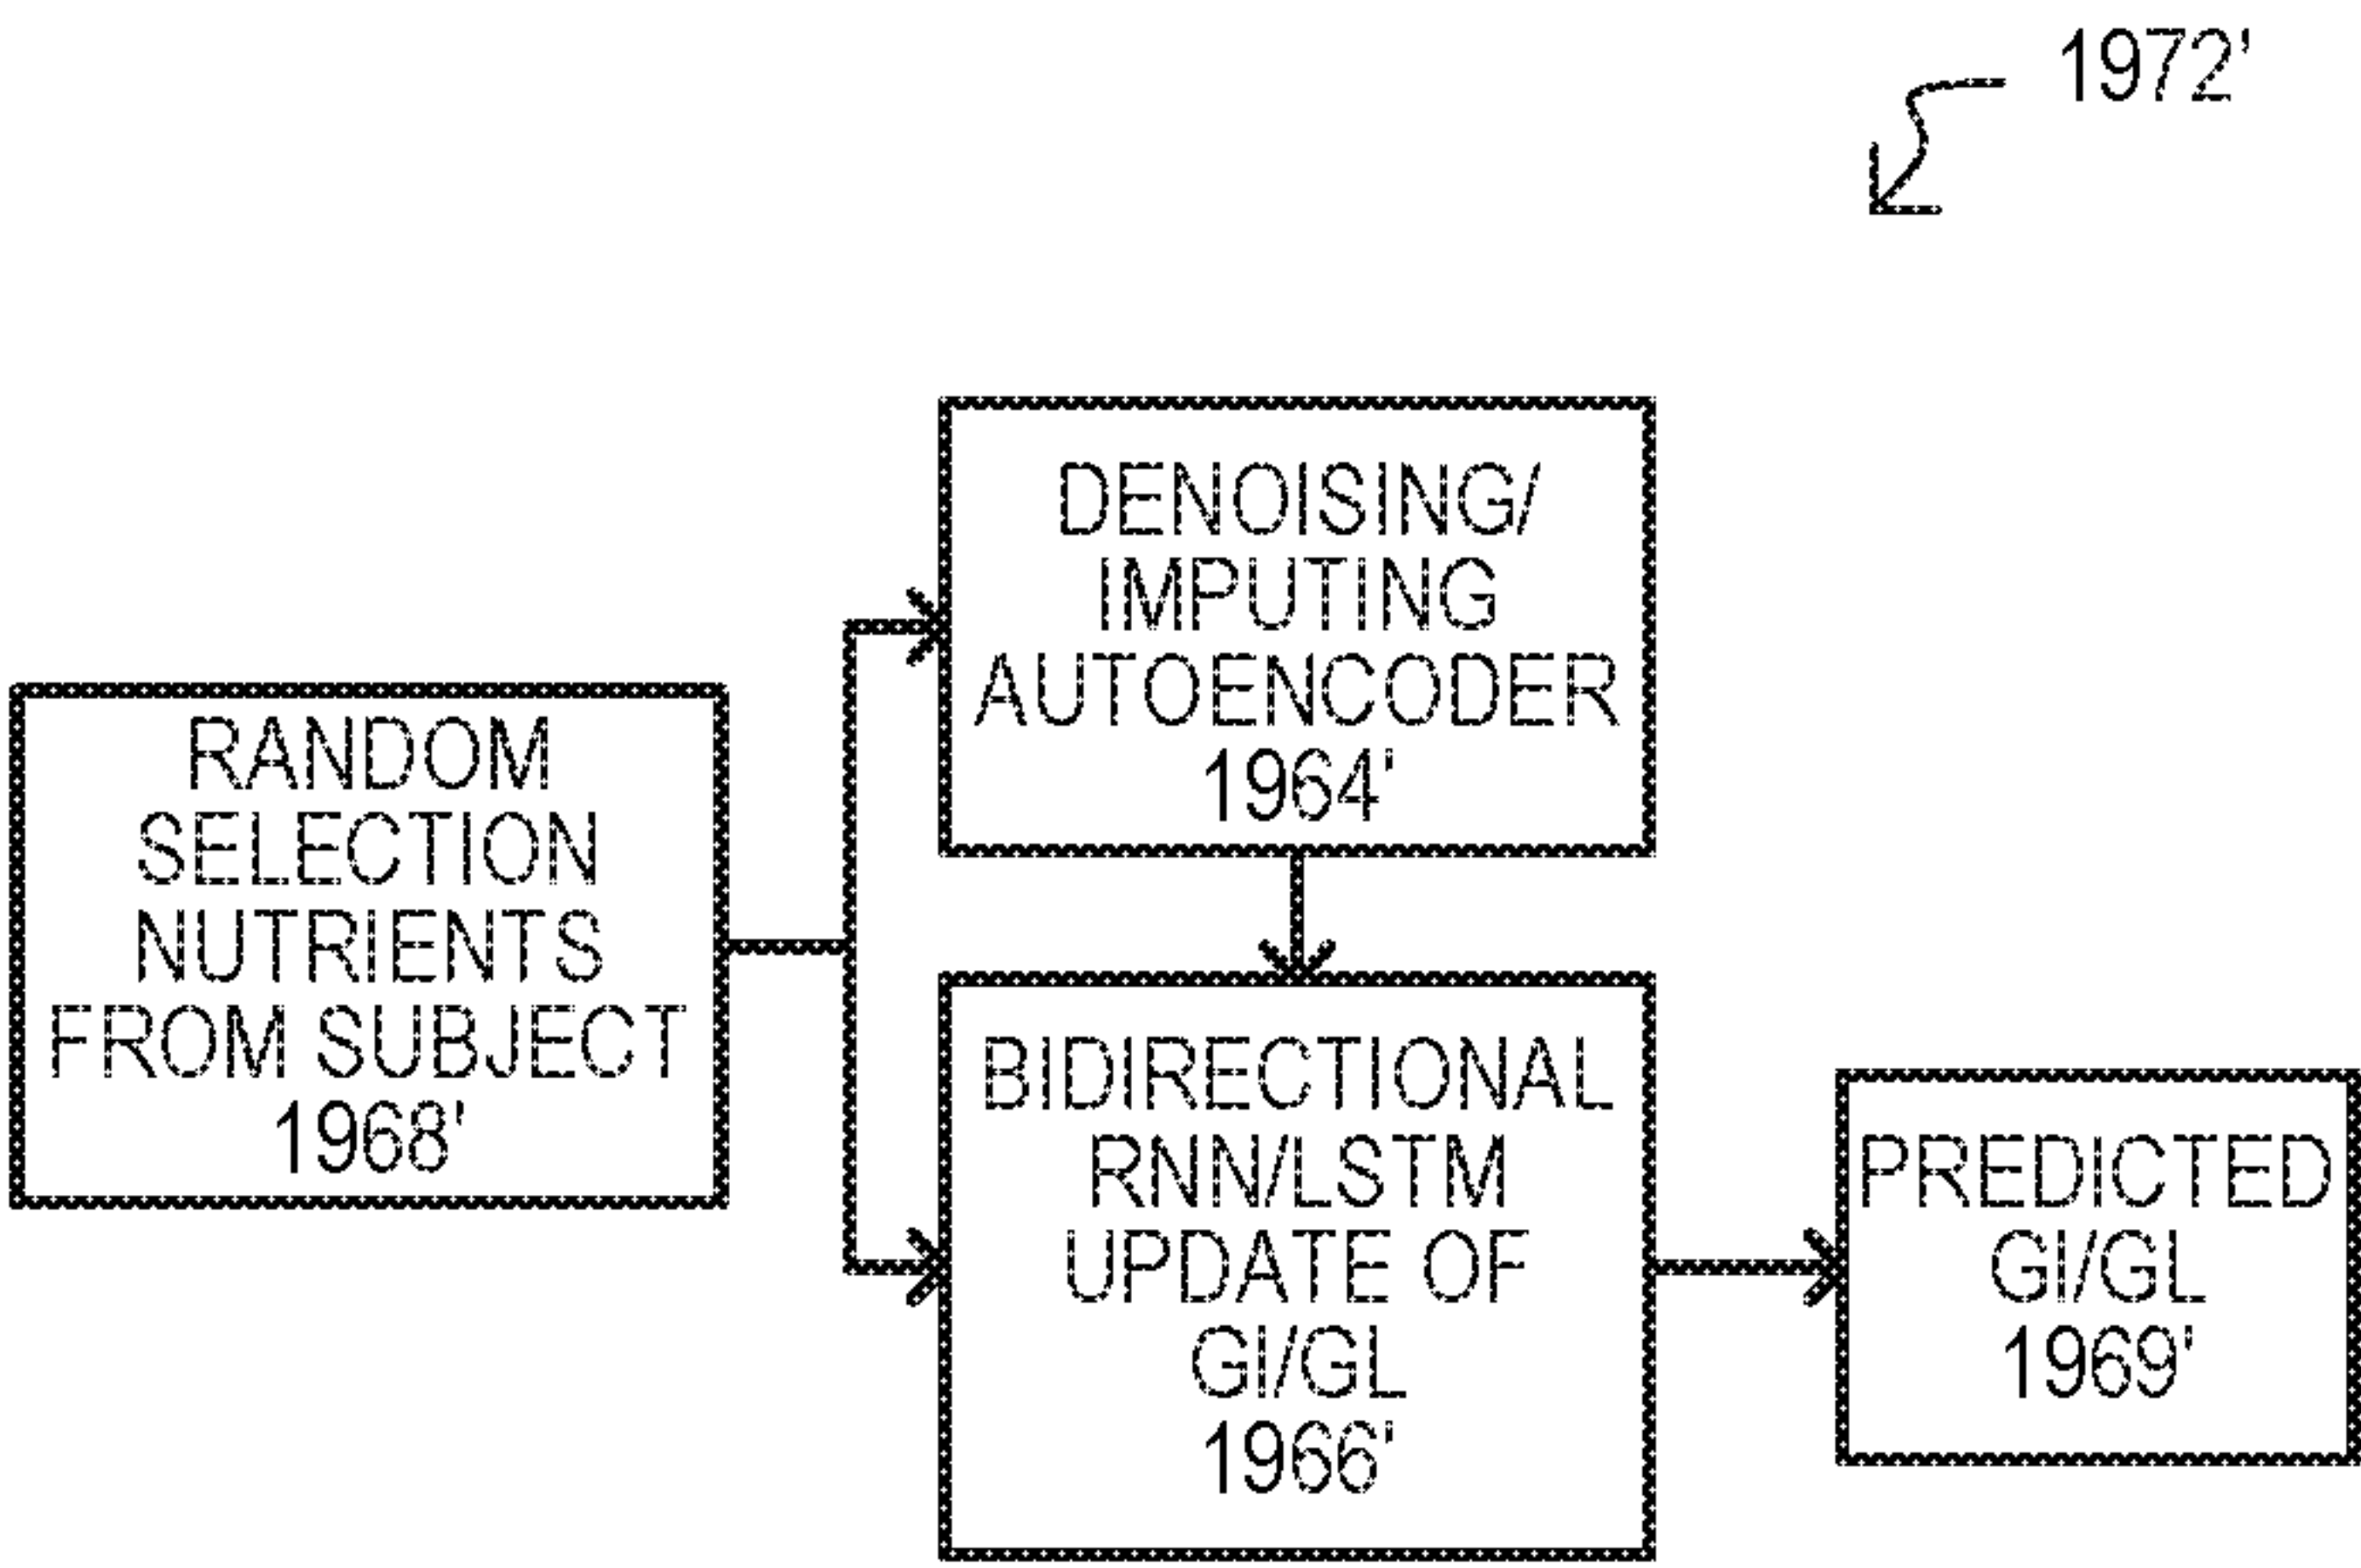 1972'
RANDOM
SELECTION
NUTRIENTS
FROM SUBJECT
1968'
DENOISING/
IMPUTING
AUTOENCODER
1964'
BIDIRECTIONAL
RNN/LSTM
UPDATE OF
GI/GL
1966'
PREDICTED
GI/GL
1969'